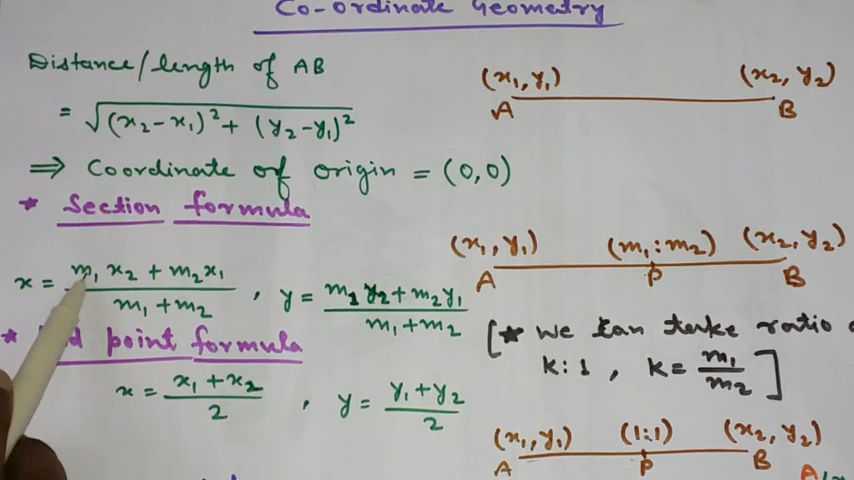 Co-ordinate Geometry
Distance/length of AB
= √(x₂-x₁)² + (y₂-y₁)²
(x₁, y₁) (x₂, y₂)
A B
⇒ Coordinate of origin = (0,0)
* Section formula
x = m₁x₂ + m₂x₁ / m₁ + m₂ , y = m₁y₂ + m₂y₁ / m₁ + m₂
(x₁, y₁) (m₁ : m₂) (x₂, y₂)
A P B
[* we can take ratio
k:1 , k = m₁/m₂ ]
* point formula
x = x₁ + x₂ / 2 , y = y₁ + y₂ / 2
(x₁, y₁) (1:1) (x₂, y₂)
A P B